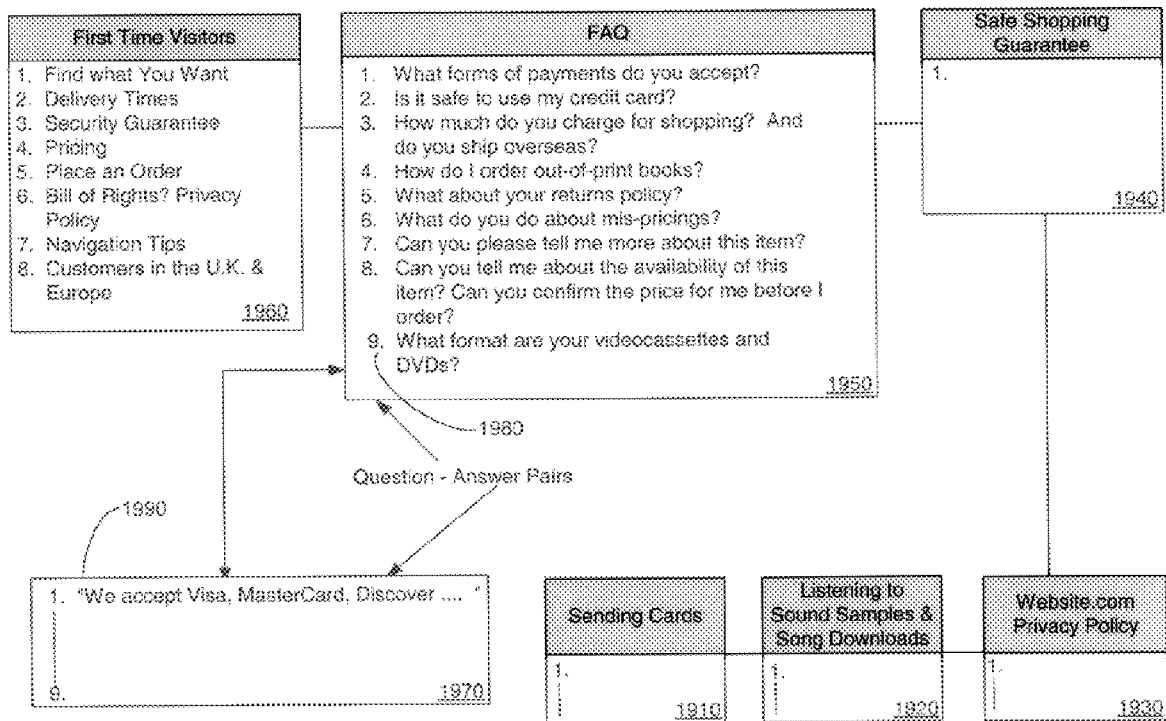 First Time Visitors
1. Find what You Want
2. Delivery Times
3. Security Guarantee
4. Pricing
5. Place an Order
6. Bill of Rights? Privacy
Policy
7. Navigation Tips
8. Customers in the U.K. &
Europe
1960
FAQ
1. What forms of payments do you accept?
2. Is it safe to use my credit card?
3. How much do you charge for shopping? And
do you ship overseas?
4. How do I order out-of-print books?
5. What about your returns policy?
6. What do you do about mis-pricings?
7. Can you please tell me more about this item?
8. Can you tell me about the availability of this
item? Can you confirm the price for me before I
order?
9. What format are your videocassettes and
DVDs?
1950
Safe Shopping
Guarantee
1.
1940
1980
Question - Answer Pairs
1990
1. "We accept Visa, MasterCard, Discover .... "
9.
1970
Sending Cards
1.
1910
Listening to
Sound Samples &
Song Downloads
1.
1920
Website.com
Privacy Policy
1.
1930